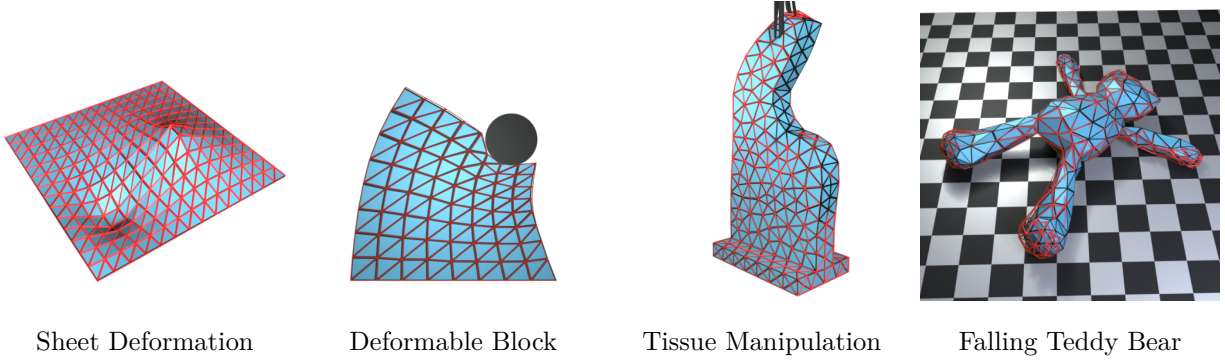 Sheet Deformation
Deformable Block
Tissue Manipulation
Falling Teddy Bear